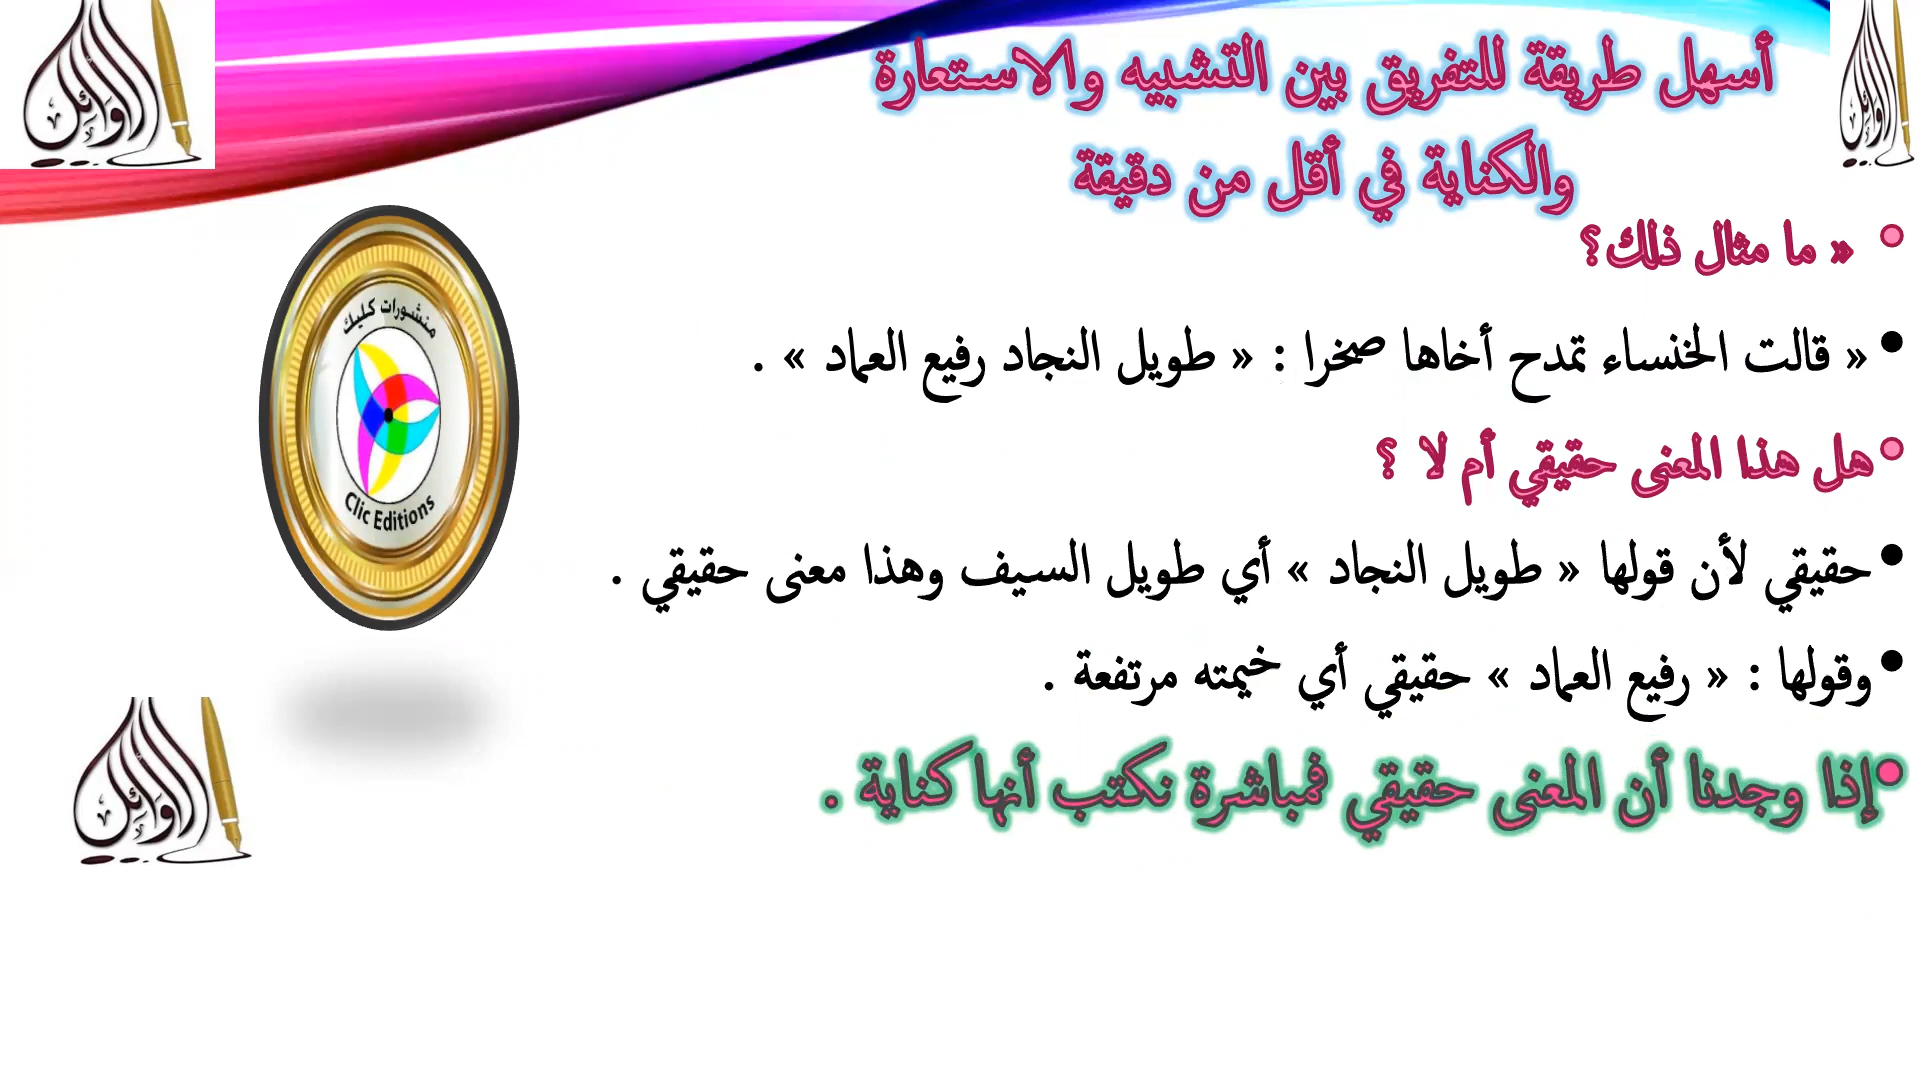 أسهل طريقة للتفريق بين التشبيه والاستعارة
والكناية في أقل من دقيقة
• « ما مثال ذلك؟
• « قالت الخنساء تمدح أخاها صخرا : « طويل النجاد رفيع العماد » .
• هل هذا المعنى حقيقي أم لا ؟
• حقيقي لأن قولها « طويل النجاد » أي طويل السيف وهذا معنى حقيقي .
• وقولها : « رفيع العماد » حقيقي أي خيمته مرتفعة .
• إذا وجدنا أن المعنى حقيقي فمباشرة نكتب أنها كناية .
منشورات كليك
Clic Editions
الأوائل
الأوائل
الأوائل